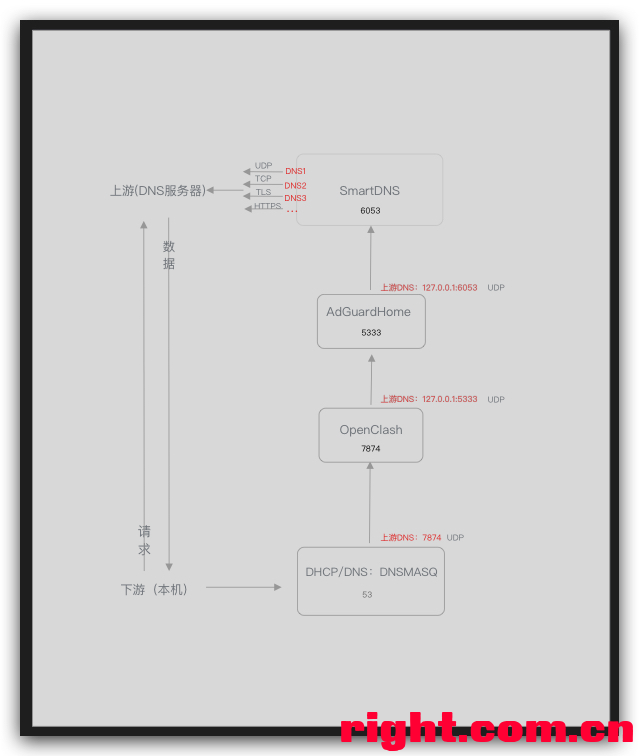 UDP
DNS1
TCP
DNS2
上游(DNS服务器)
TLS
DNS3
HTTPS
...
SmartDNS
6053
数
据
上游DNS：127.0.0.1:6053 UDP
AdGuardHome
5333
上游DNS：127.0.0.1:5333 UDP
OpenClash
7874
请
求
上游DNS：7874 UDP
下游（本机）
DHCP/DNS：DNSMASQ
53
right.com.cn